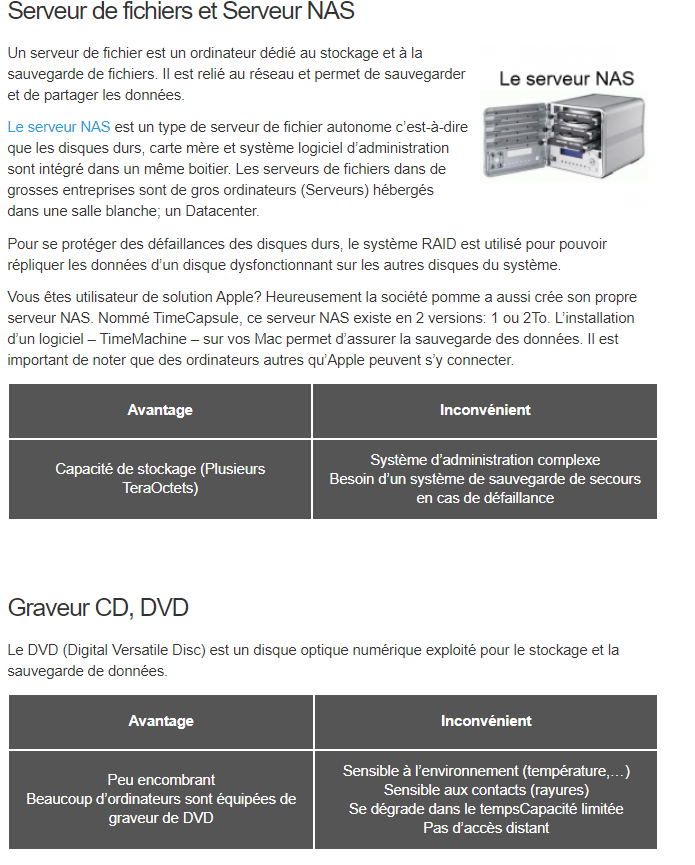 Serveur de fichiers et Serveur NAS
Un serveur de fichier est un ordinateur dédié au stockage et à la
sauvegarde de fichiers. Il est relié au réseau et permet de sauvegarder
et de partager les données.
Le serveur NAS
Le serveur NAS est un type de serveur de fichier autonome c’est-à-dire
que les disques durs, carte mère et système logiciel d’administration
sont intégré dans un même boitier. Les serveurs de fichiers dans de
grosses entreprises sont de gros ordinateurs (Serveurs) hébergés
dans une salle blanche; un Datacenter.
Pour se protéger des défaillances des disques durs, le système RAID est utilisé pour pouvoir
répliquer les données d’un disque dysfonctionnant sur les autres disques du système.
Vous êtes utilisateur de solution Apple? Heureusement la société pomme a aussi crée son propre
serveur NAS. Nommé TimeCapsule, ce serveur NAS existe en 2 versions: 1 ou 2To. L’installation
d’un logiciel – TimeMachine – sur vos Mac permet d’assurer la sauvegarde des données. Il est
important de noter que des ordinateurs autres qu’Apple peuvent s’y connecter.
Avantage
Inconvénient
Capacité de stockage (Plusieurs
TeraOctets)
Système d’administration complexe
Besoin d’un système de sauvegarde de secours
en cas de défaillance
Graveur CD, DVD
Le DVD (Digital Versatile Disc) est un disque optique numérique exploité pour le stockage et la
sauvegarde de données.
Avantage
Inconvénient
Peu encombrant
Beaucoup d’ordinateurs sont équipées de
graveur de DVD
Sensible à l’environnement (température,…)
Sensible aux contacts (rayures)
Se dégrade dans le tempsCapacité limitée
Pas d’accès distant